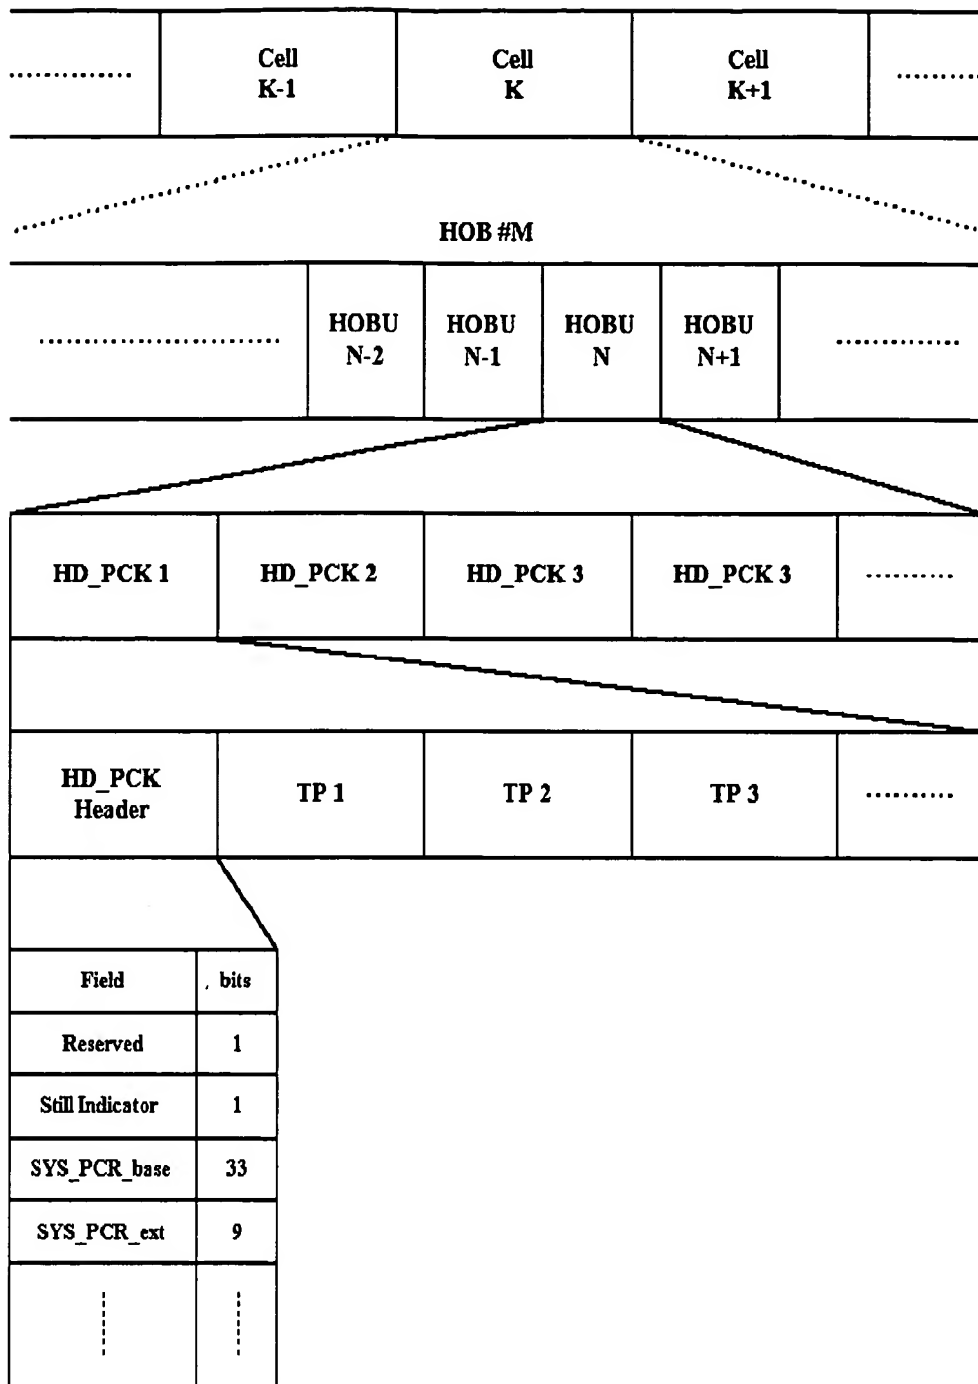 Cell
K-1
Cell
K
Cell
K+1
HOB #M
HOBU
N-2
HOBU
N-1
HOBU
N
HOBU
N+1
HD_PCK 1
HD_PCK 2
HD_PCK 3
HD_PCK 3
HD_PCK
Header
TP 1
TP 2
TP 3
Field
bits
Reserved
1
Still Indicator
1
SYS_PCR_base
33
SYS_PCR_ext
9